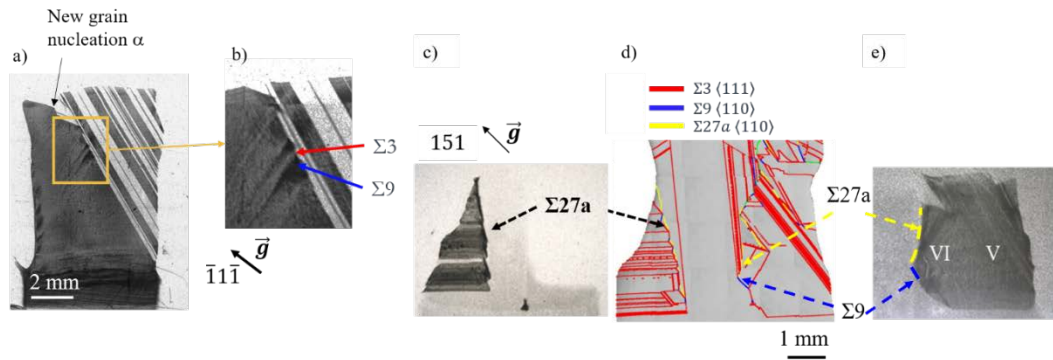 New grain
nucleation α
a)
b)
c)
d)
e)
Σ3 ⟨111⟩
Σ9 ⟨110⟩
Σ27a ⟨110⟩
Σ3
Σ9
151
g⃗
Σ27a
Σ27a
VI
V
Σ9
2 mm
1̅11̅
g⃗
1 mm